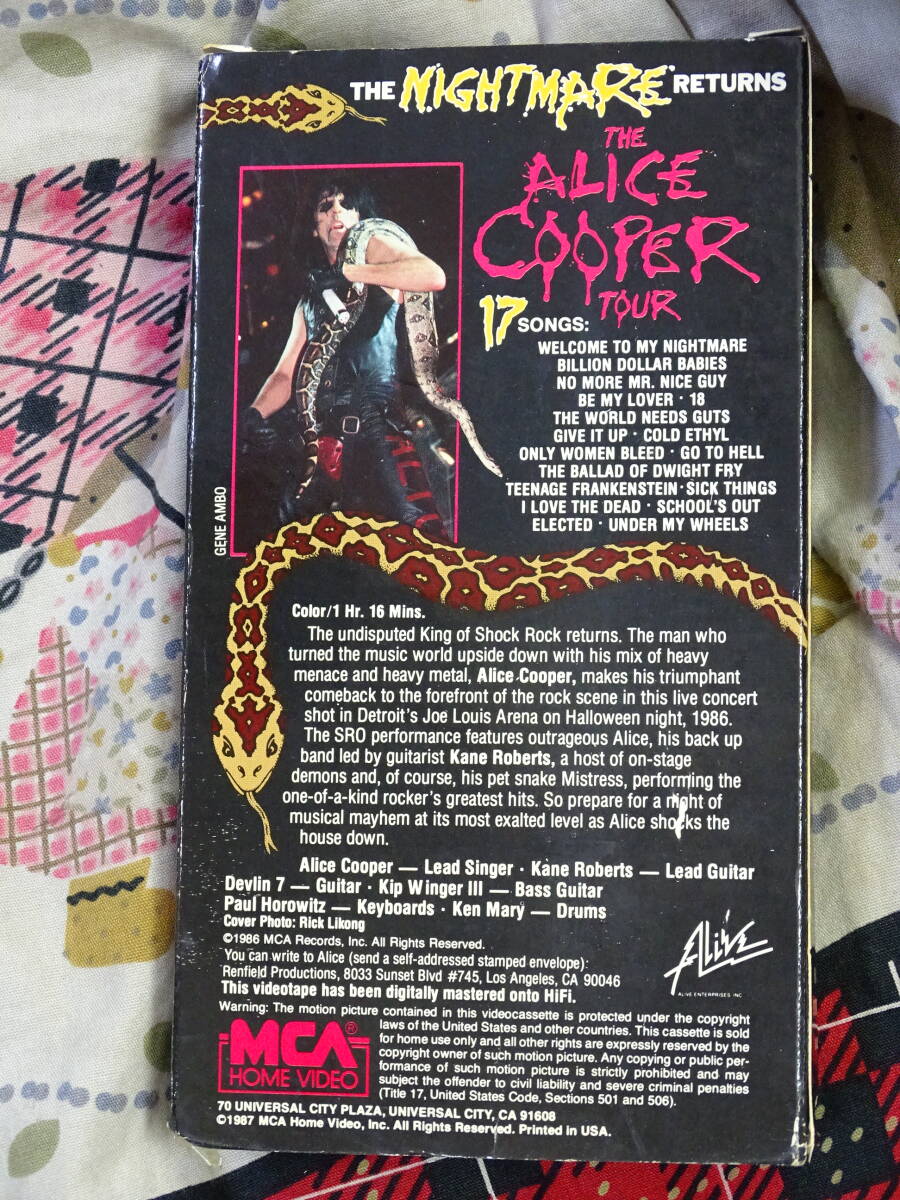 THE NIGHTMARE RETURNS
THE
ALICE
COOPER
TOUR
17 SONGS:
WELCOME TO MY NIGHTMARE
BILLION DOLLAR BABIES
NO MORE MR. NICE GUY
BE MY LOVER · 18
THE WORLD NEEDS GUTS
GIVE IT UP · COLD ETHYL
ONLY WOMEN BLEED · GO TO HELL
THE BALLAD OF DWIGHT FRY
TEENAGE FRANKENSTEIN · SICK THINGS
I LOVE THE DEAD · SCHOOL'S OUT
ELECTED · UNDER MY WHEELS
GENE AMBO
Color/1 Hr. 16 Mins.
The undisputed King of Shock Rock returns. The man who
turned the music world upside down with his mix of heavy
menace and heavy metal, Alice Cooper, makes his triumphant
comeback to the forefront of the rock scene in this live concert
shot in Detroit's Joe Louis Arena on Halloween night, 1986.
The SRO performance features outrageous Alice, his back up
band led by guitarist Kane Roberts, a host of on-stage
demons and, of course, his pet snake Mistress, performing the
one-of-a-kind rocker's greatest hits. So prepare for a night of
musical mayhem at its most exalted level as Alice shocks the
house down.
Alice Cooper — Lead Singer · Kane Roberts — Lead Guitar
Devlin 7 — Guitar · Kip Winger III — Bass Guitar
Paul Horowitz — Keyboards · Ken Mary — Drums
Cover Photo: Rick Likong
©1986 MCA Records, Inc. All Rights Reserved.
You can write to Alice (send a self-addressed stamped envelope):
Renfield Productions, 8033 Sunset Blvd #745, Los Angeles, CA 90046
This videotape has been digitally mastered onto HiFi.
Alive
ALIVE ENTERPRISES INC
Warning: The motion picture contained in this videocassette is protected under the copyright
laws of the United States and other countries. This cassette is sold
for home use only and all other rights are expressly reserved by the
copyright owner of such motion picture. Any copying or public per-
formance of such motion picture is strictly prohibited and may
subject the offender to civil liability and severe criminal penalties
(Title 17, United States Code, Sections 501 and 506).
MCA®
HOME VIDEO
70 UNIVERSAL CITY PLAZA, UNIVERSAL CITY, CA 91608
©1987 MCA Home Video, Inc. All Rights Reserved. Printed in USA.